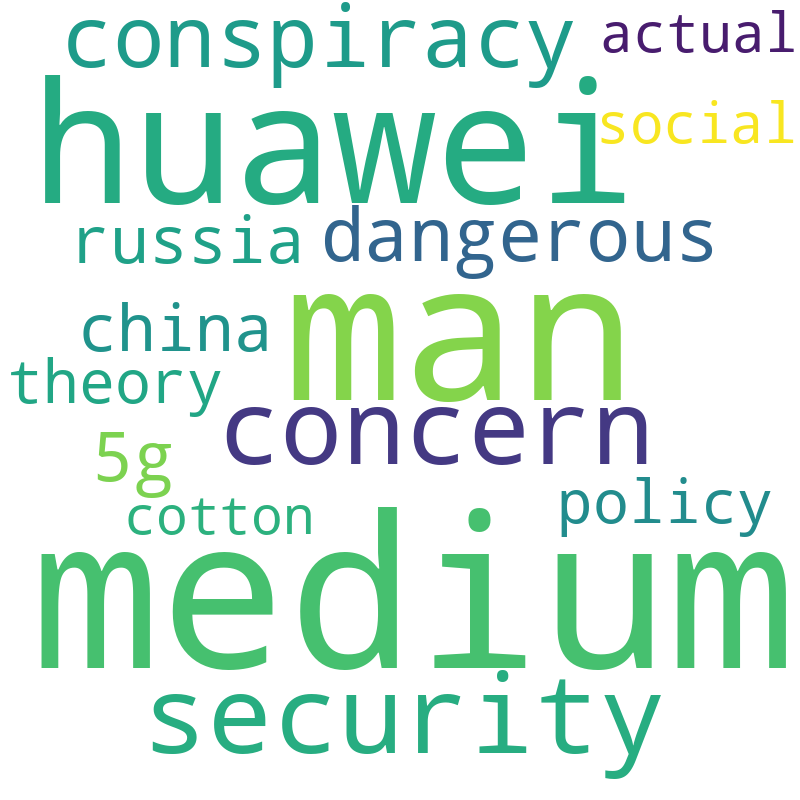 conspiracy actual
huawei social
russia dangerous
china man
theory concern
5g policy
cotton
medium
security